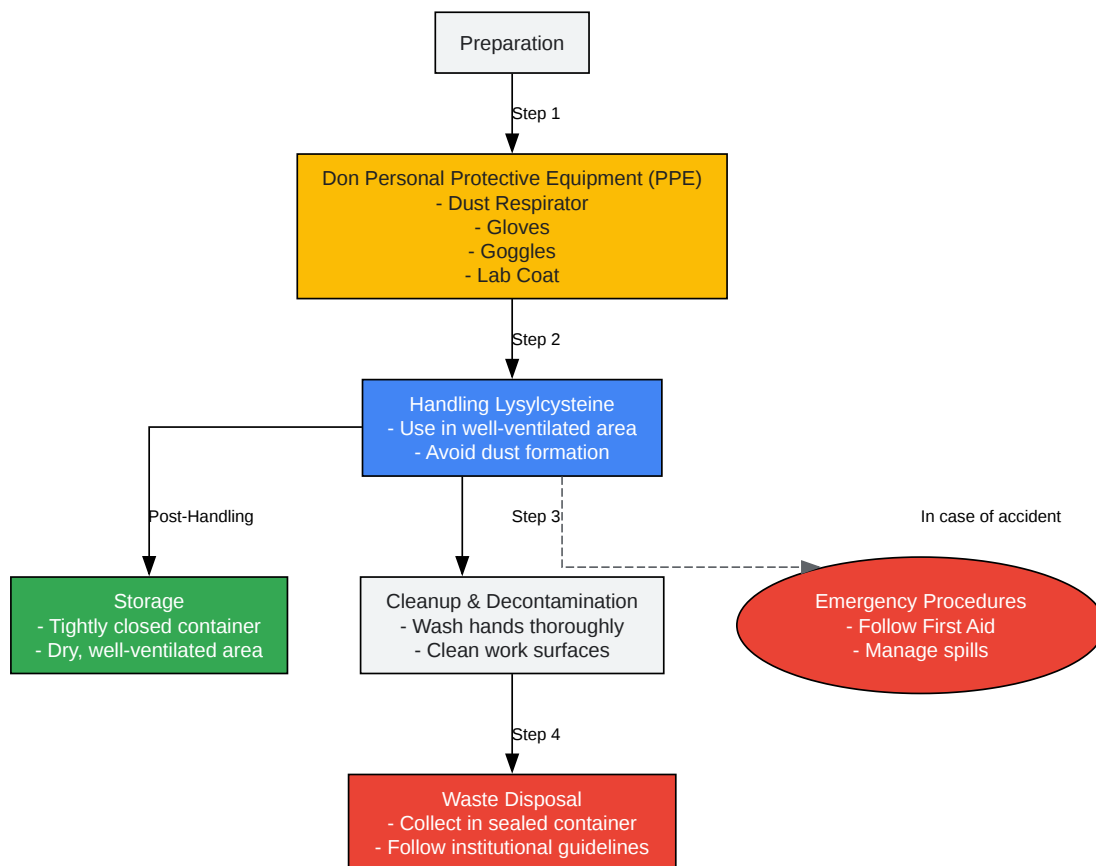 Preparation
Step 1
Don Personal Protective Equipment (PPE)
- Dust Respirator
- Gloves
- Goggles
- Lab Coat
Step 2
Handling Lysylcysteine
- Use in well-ventilated area
- Avoid dust formation
Post-Handling
Step 3
In case of accident
Storage
- Tightly closed container
- Dry, well-ventilated area
Cleanup & Decontamination
- Wash hands thoroughly
- Clean work surfaces
Emergency Procedures
- Follow First Aid
- Manage spills
Step 4
Waste Disposal
- Collect in sealed container
- Follow institutional guidelines